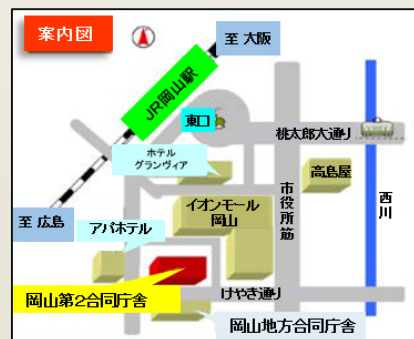 案内図
至 大阪
JR岡山駅
東口
桃太郎大通り
ホテル
グランヴィア
高島屋
市役所筋
西川
イオンモール
岡山
至 広島
アパホテル
岡山第2合同庁舎
けやき通り
岡山地方合同庁舎